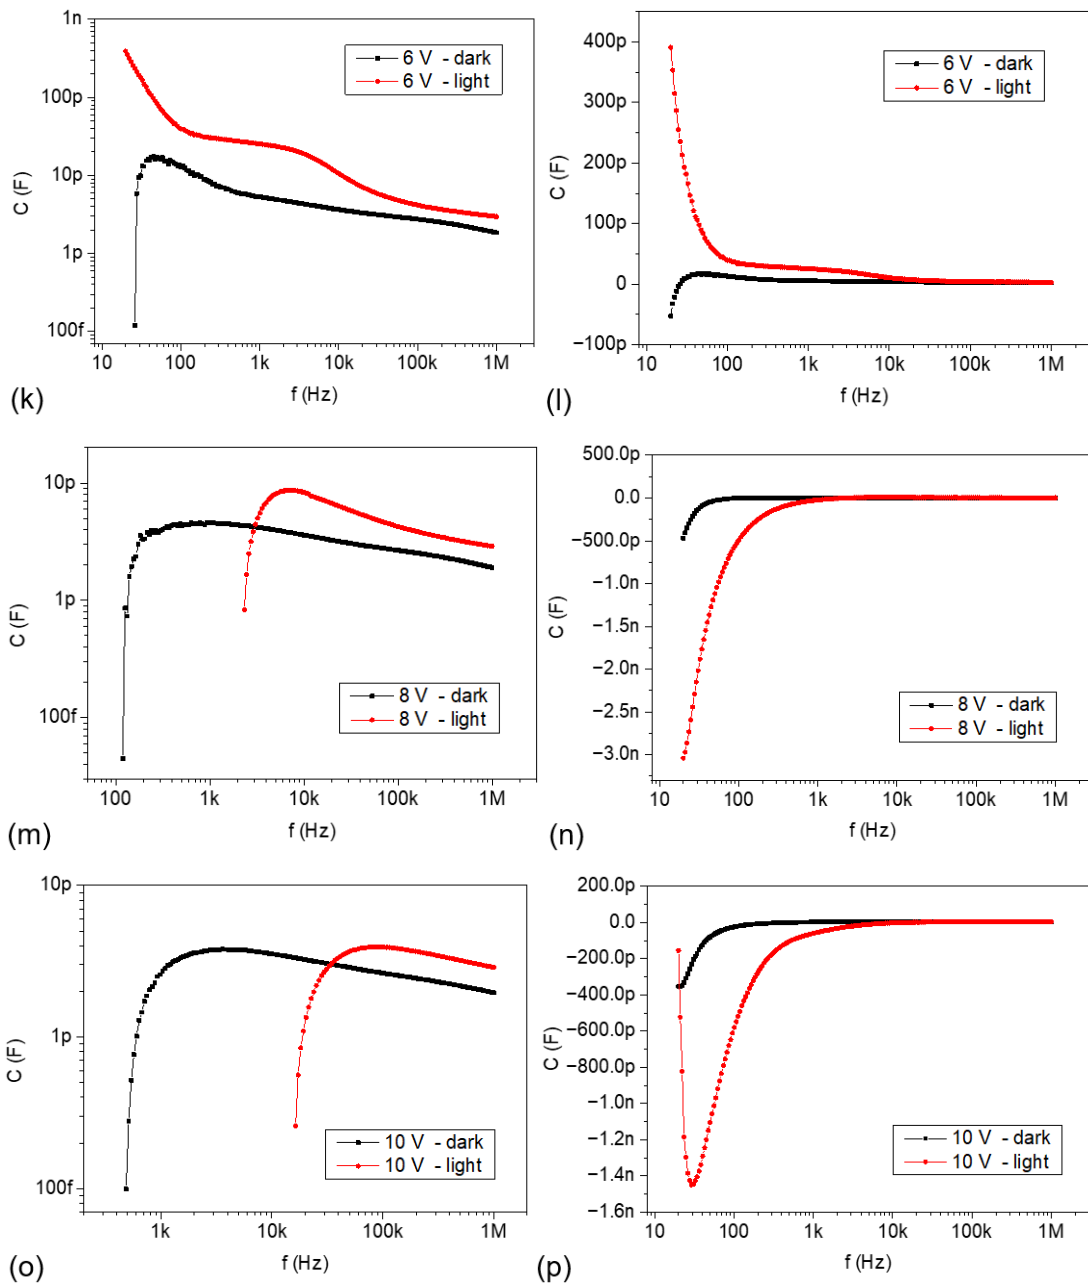 1n
100p
10p
1p
100f
C (F)
6 V - dark
6 V - light
10 100 1k 10k 100k 1M
f (Hz)
(k)
400p
300p
200p
100p
0
−100p
C (F)
6 V - dark
6 V - light
10 100 1k 10k 100k 1M
f (Hz)
(l)
10p
1p
100f
C (F)
8 V - dark
8 V - light
100 1k 10k 100k 1M
f (Hz)
(m)
500.0p
0.0
−500.0p
−1.0n
−1.5n
−2.0n
−2.5n
−3.0n
C (F)
8 V - dark
8 V - light
10 100 1k 10k 100k 1M
f (Hz)
(n)
10p
1p
100f
C (F)
10 V - dark
10 V - light
1k 10k 100k 1M
f (Hz)
(o)
200.0p
0.0
−200.0p
−400.0p
−600.0p
−800.0p
−1.0n
−1.2n
−1.4n
−1.6n
C (F)
10 V - dark
10 V - light
10 100 1k 10k 100k 1M
f (Hz)
(p)